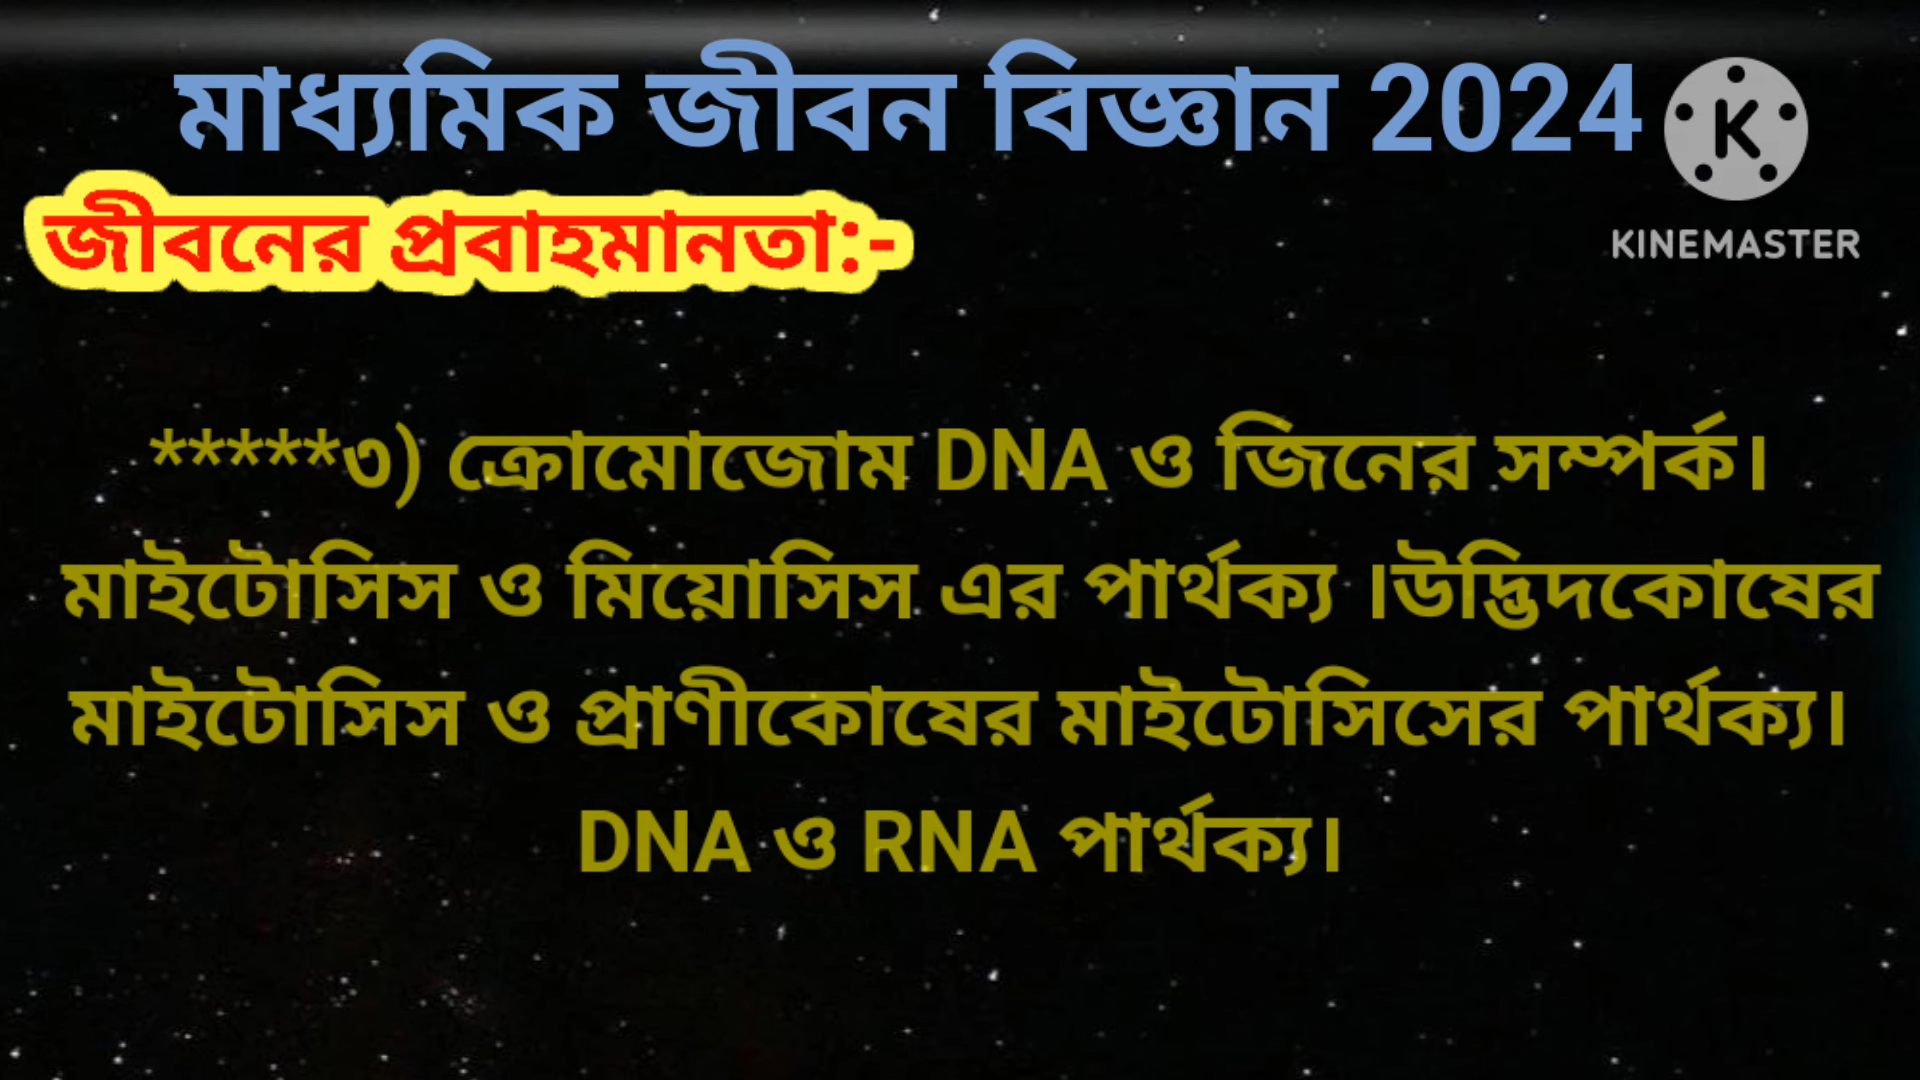 মাধ্যমিক জীবন বিজ্ঞান 2024
K
KINEMASTER
জীবনের প্রবাহমানতা:-
*****৩) ক্রোমোজোম DNA ও জিনের সম্পর্ক।
মাইটোসিস ও মিয়োসিস এর পার্থক্য ।উদ্ভিদকোষের
মাইটোসিস ও প্রাণীকোষের মাইটোসিসের পার্থক্য।
DNA ও RNA পার্থক্য।